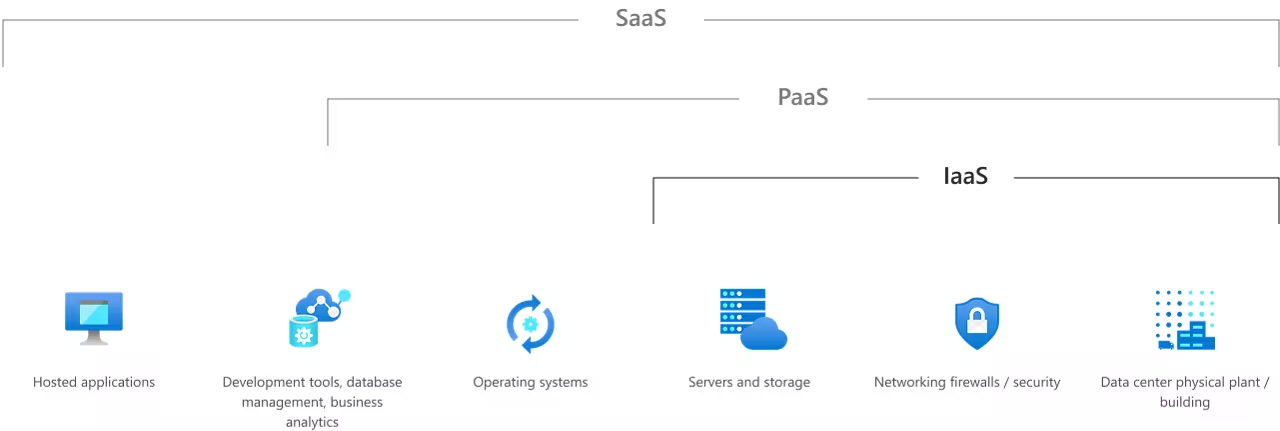 SaaS
PaaS
IaaS
Hosted applications
Development tools, database
management, business
analytics
Operating systems
Servers and storage
Networking firewalls / security
Data center physical plant /
building